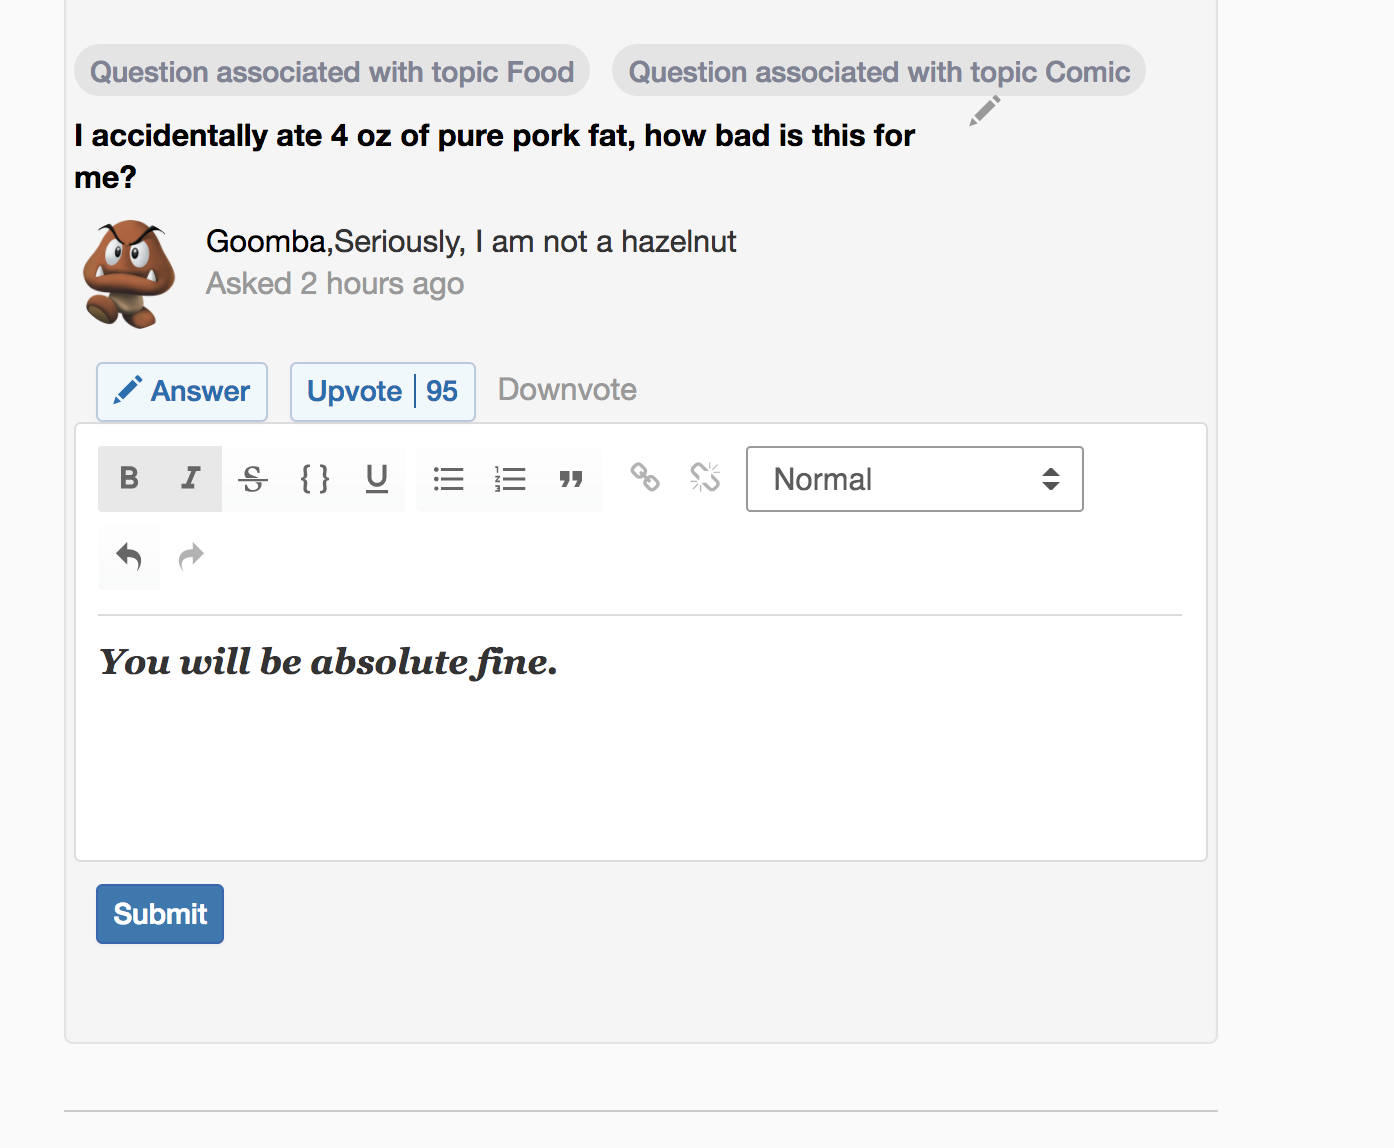 Question associated with topic Food
Question associated with topic Comic
I accidentally ate 4 oz of pure pork fat, how bad is this for
me?
Goomba,Seriously, I am not a hazelnut
Asked 2 hours ago
Answer
Upvote 95
Downvote
B I S {} U
Normal
You will be absolute fine.
Submit